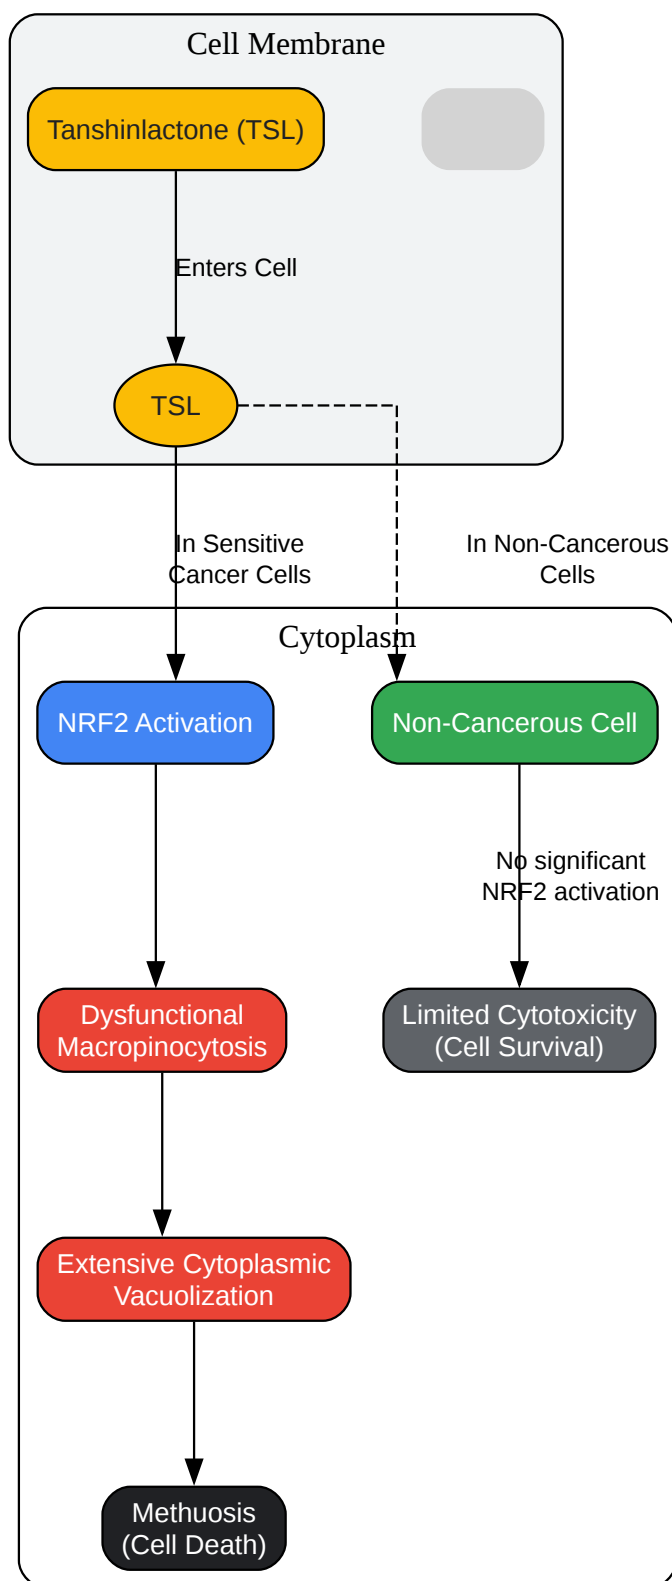 Cell Membrane
Tanshinlactone (TSL)
Enters Cell
TSL
In Sensitive
Cancer Cells
In Non-Cancerous
Cells
Cytoplasm
NRF2 Activation
Non-Cancerous Cell
No significant
NRF2 activation
Dysfunctional
Macropinocytosis
Limited Cytotoxicity
(Cell Survival)
Extensive Cytoplasmic
Vacuolization
Methuosis
(Cell Death)